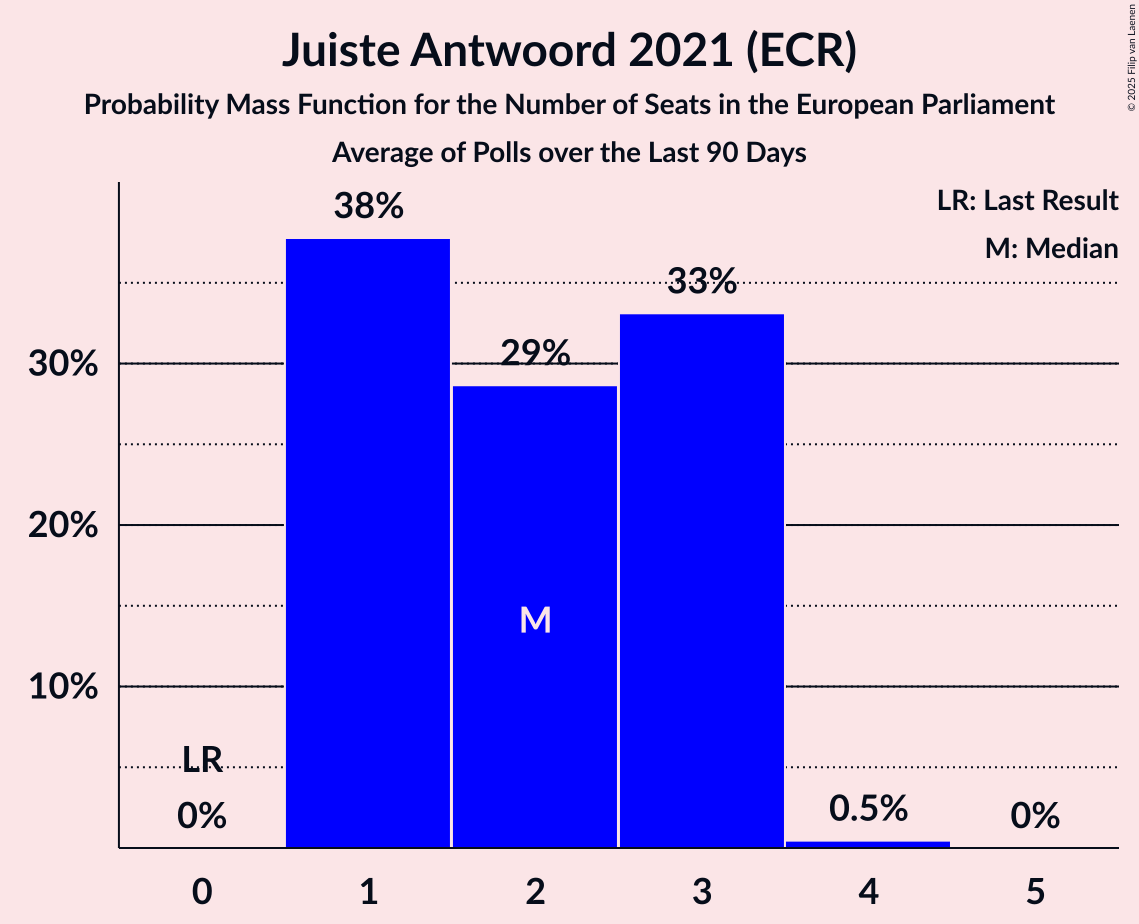 Juiste Antwoord 2021 (ECR)
Probability Mass Function for the Number of Seats in the European Parliament
Average of Polls over the Last 90 Days
© 2025 Filip van Laenen
LR: Last Result
M: Median
38%
33%
29%
30%
20%
10%
M
LR
0%
0.5%
0%
0 1 2 3 4 5